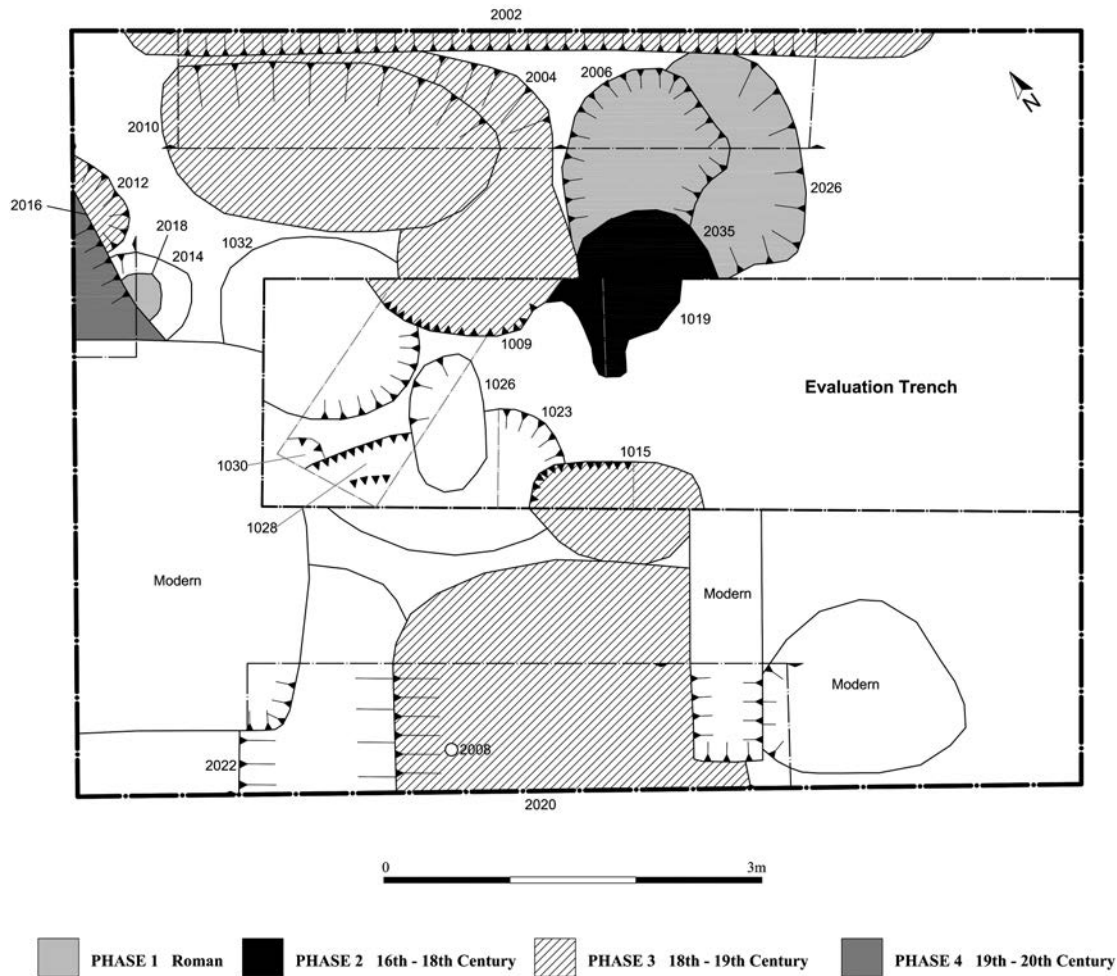 2002
N
2004
2006
2010
2012
2016
2018
2014
1032
2026
2035
1019
1009
1026
1023
Evaluation Trench
1030
1015
1028
Modern
Modern
Modern
2008
2022
2020
0
3m
PHASE 1 Roman
PHASE 2 16th - 18th Century
PHASE 3 18th - 19th Century
PHASE 4 19th - 20th Century